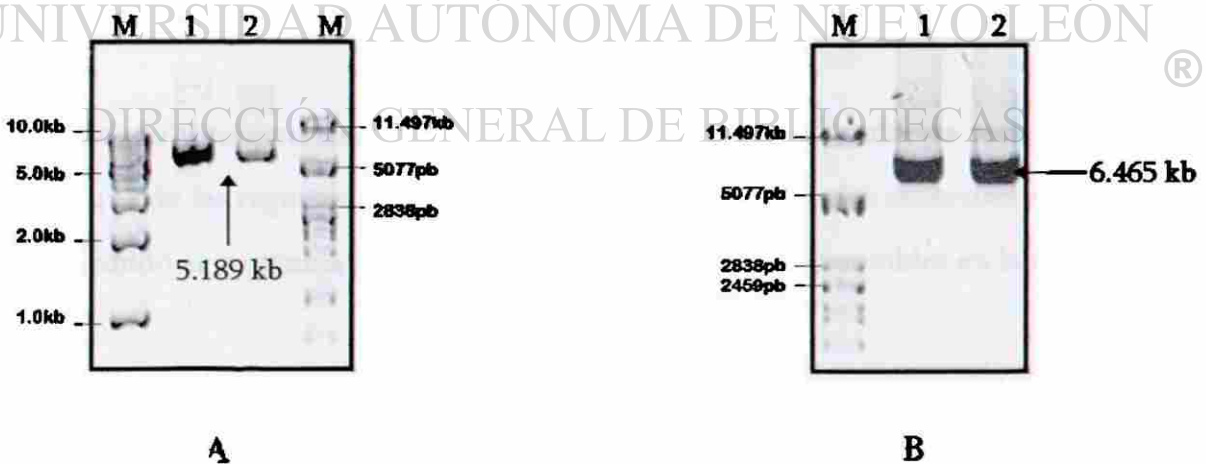 UNIVERSIDAD AUTÓNOMA DE NUEVO LEÓN
®
DIRECCIÓN GENERAL DE BIBLIOTECAS
M 1 2 M
10.0kb
5.0kb
2.0kb
1.0kb
11.497kb
5077pb
2838pb
5.189 kb
A
M 1 2
11.497kb
5077pb
2838pb
2459pb
6.465 kb
B